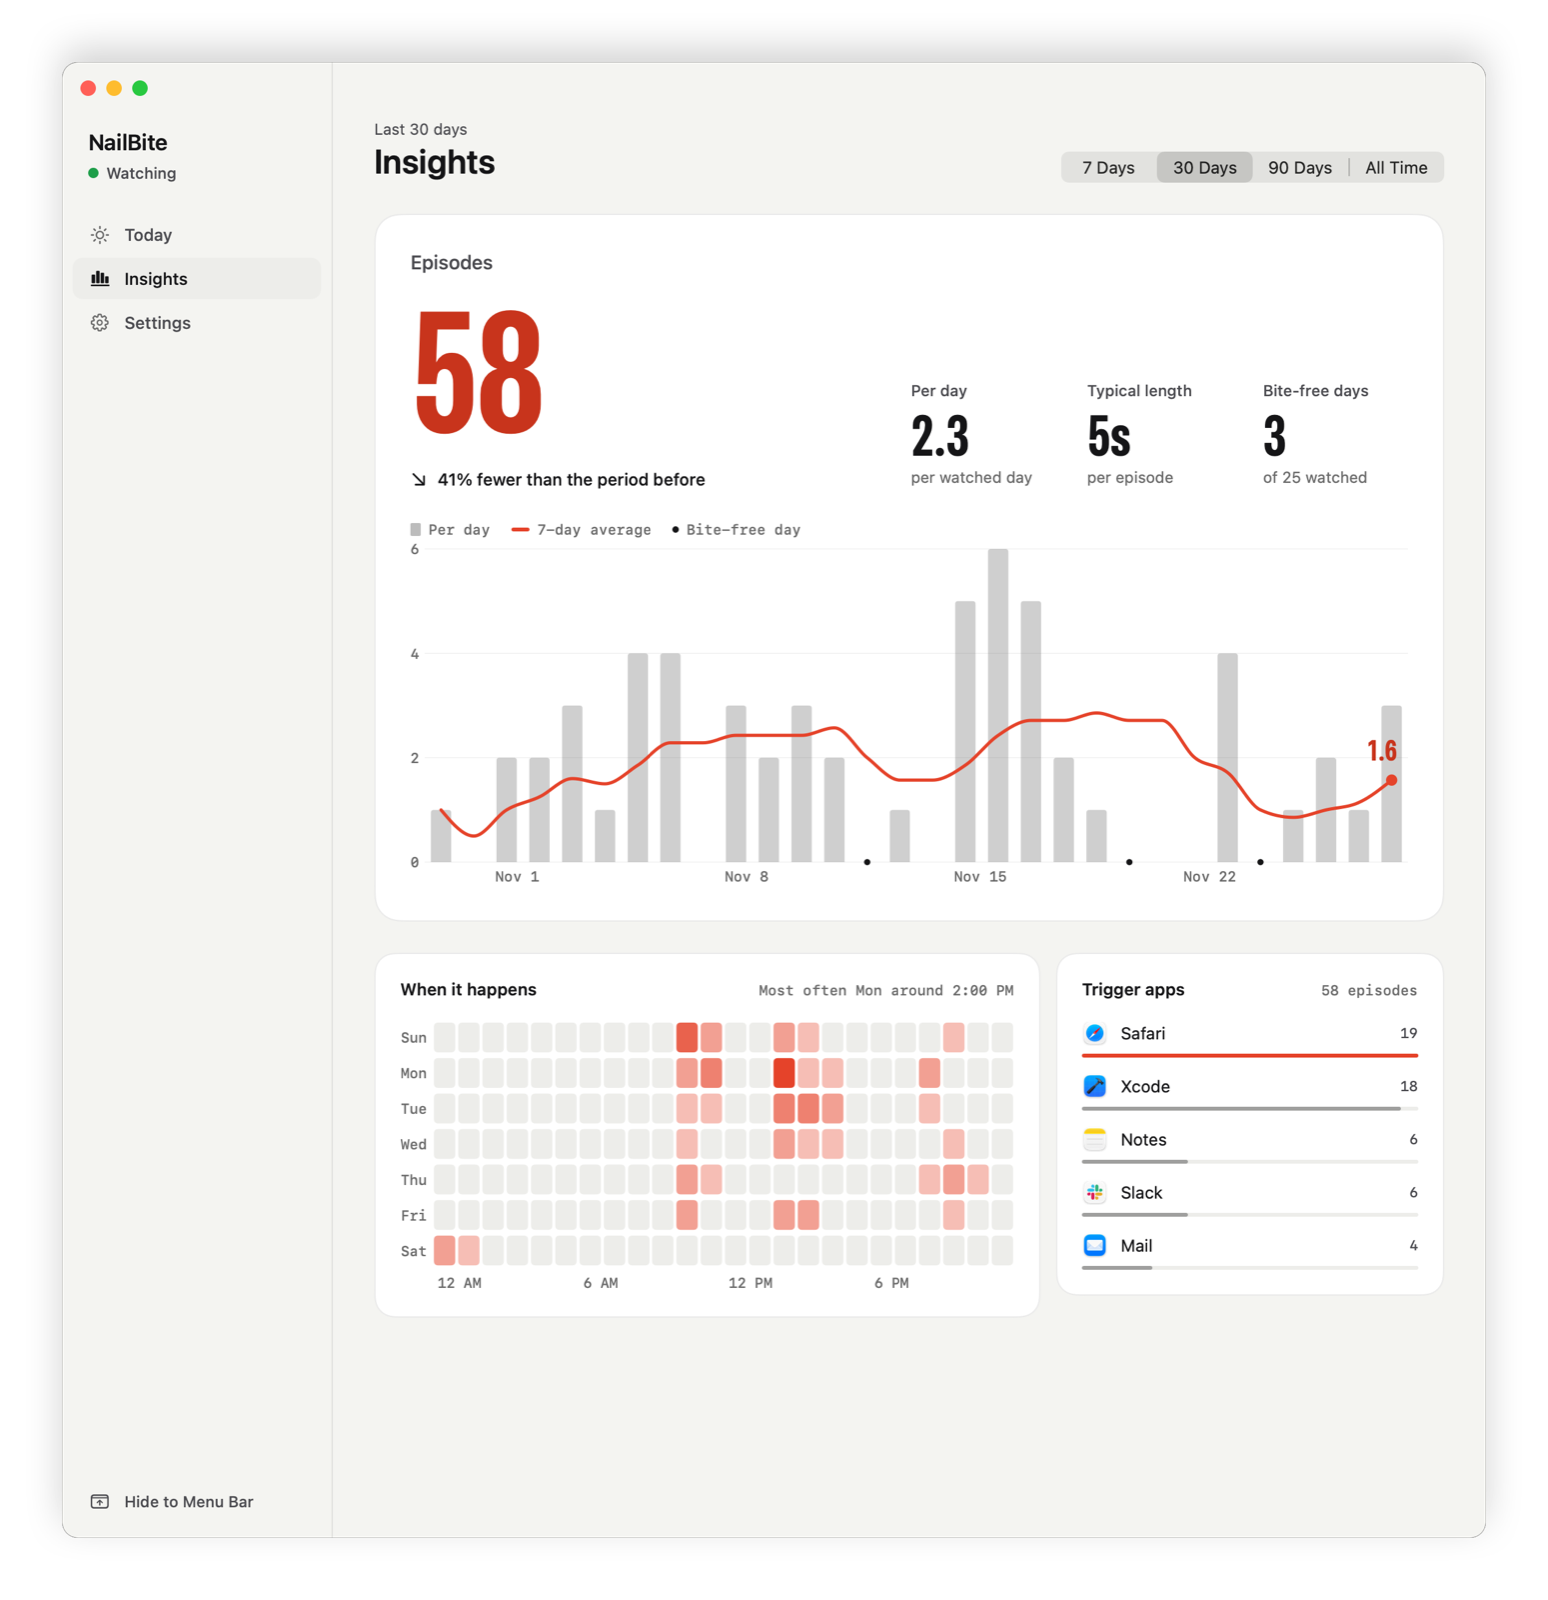 NailBite
Watching
Today
Insights
Settings
Hide to Menu Bar
Last 30 days
Insights
7 Days
30 Days
90 Days
All Time
Episodes
58
41% fewer than the period before
Per day
2.3
per watched day
Typical length
5s
per episode
Bite-free days
3
of 25 watched
Per day
7-day average
Bite-free day
6
4
2
0
1.6
Nov 1
Nov 8
Nov 15
Nov 22
When it happens
Most often Mon around 2:00 PM
Sun
Mon
Tue
Wed
Thu
Fri
Sat
12 AM
6 AM
12 PM
6 PM
Trigger apps
58 episodes
Safari
19
Xcode
18
Notes
6
Slack
6
Mail
4